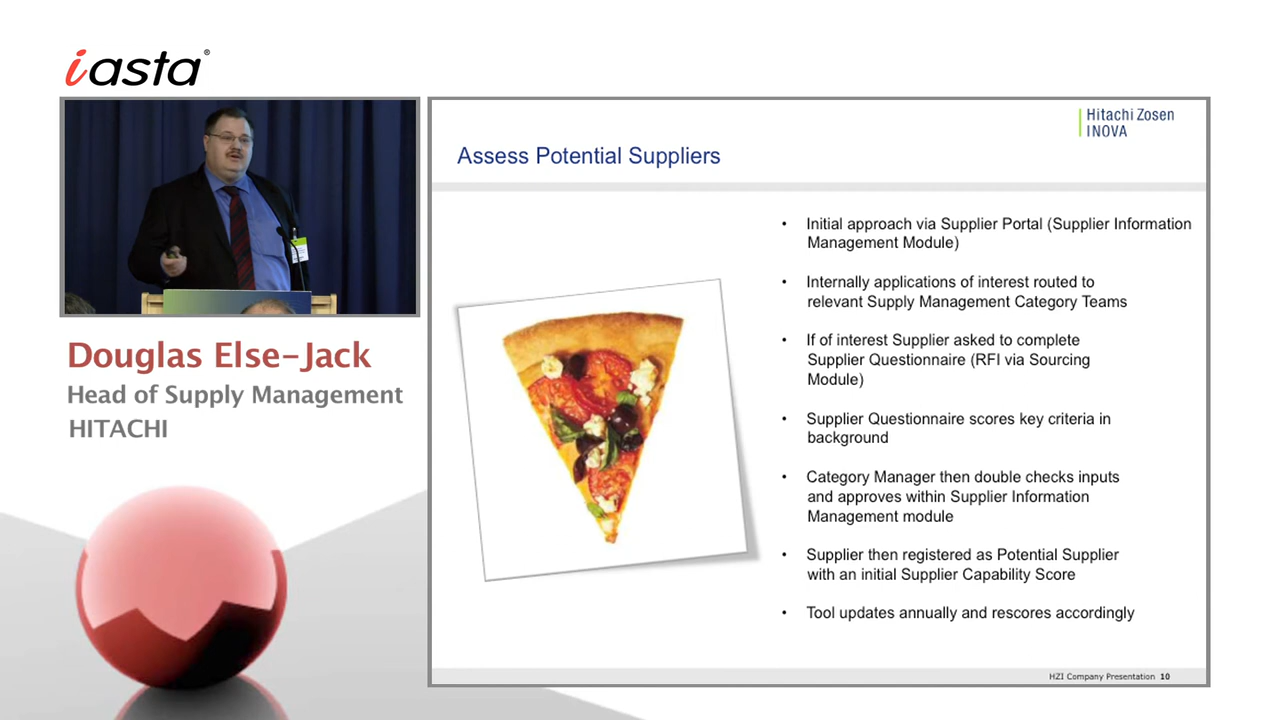 iasta®
Douglas Else-Jack
Head of Supply Management
HITACHI
Hitachi Zosen
INOVA
Assess Potential Suppliers
• Initial approach via Supplier Portal (Supplier Information
Management Module)
• Internally applications of interest routed to
relevant Supply Management Category Teams
• If of interest Supplier asked to complete
Supplier Questionnaire (RFI via Sourcing
Module)
• Supplier Questionnaire scores key criteria in
background
• Category Manager then double checks inputs
and approves within Supplier Information
Management module
• Supplier then registered as Potential Supplier
with an initial Supplier Capability Score
• Tool updates annually and rescores accordingly
HZI Company Presentation 10